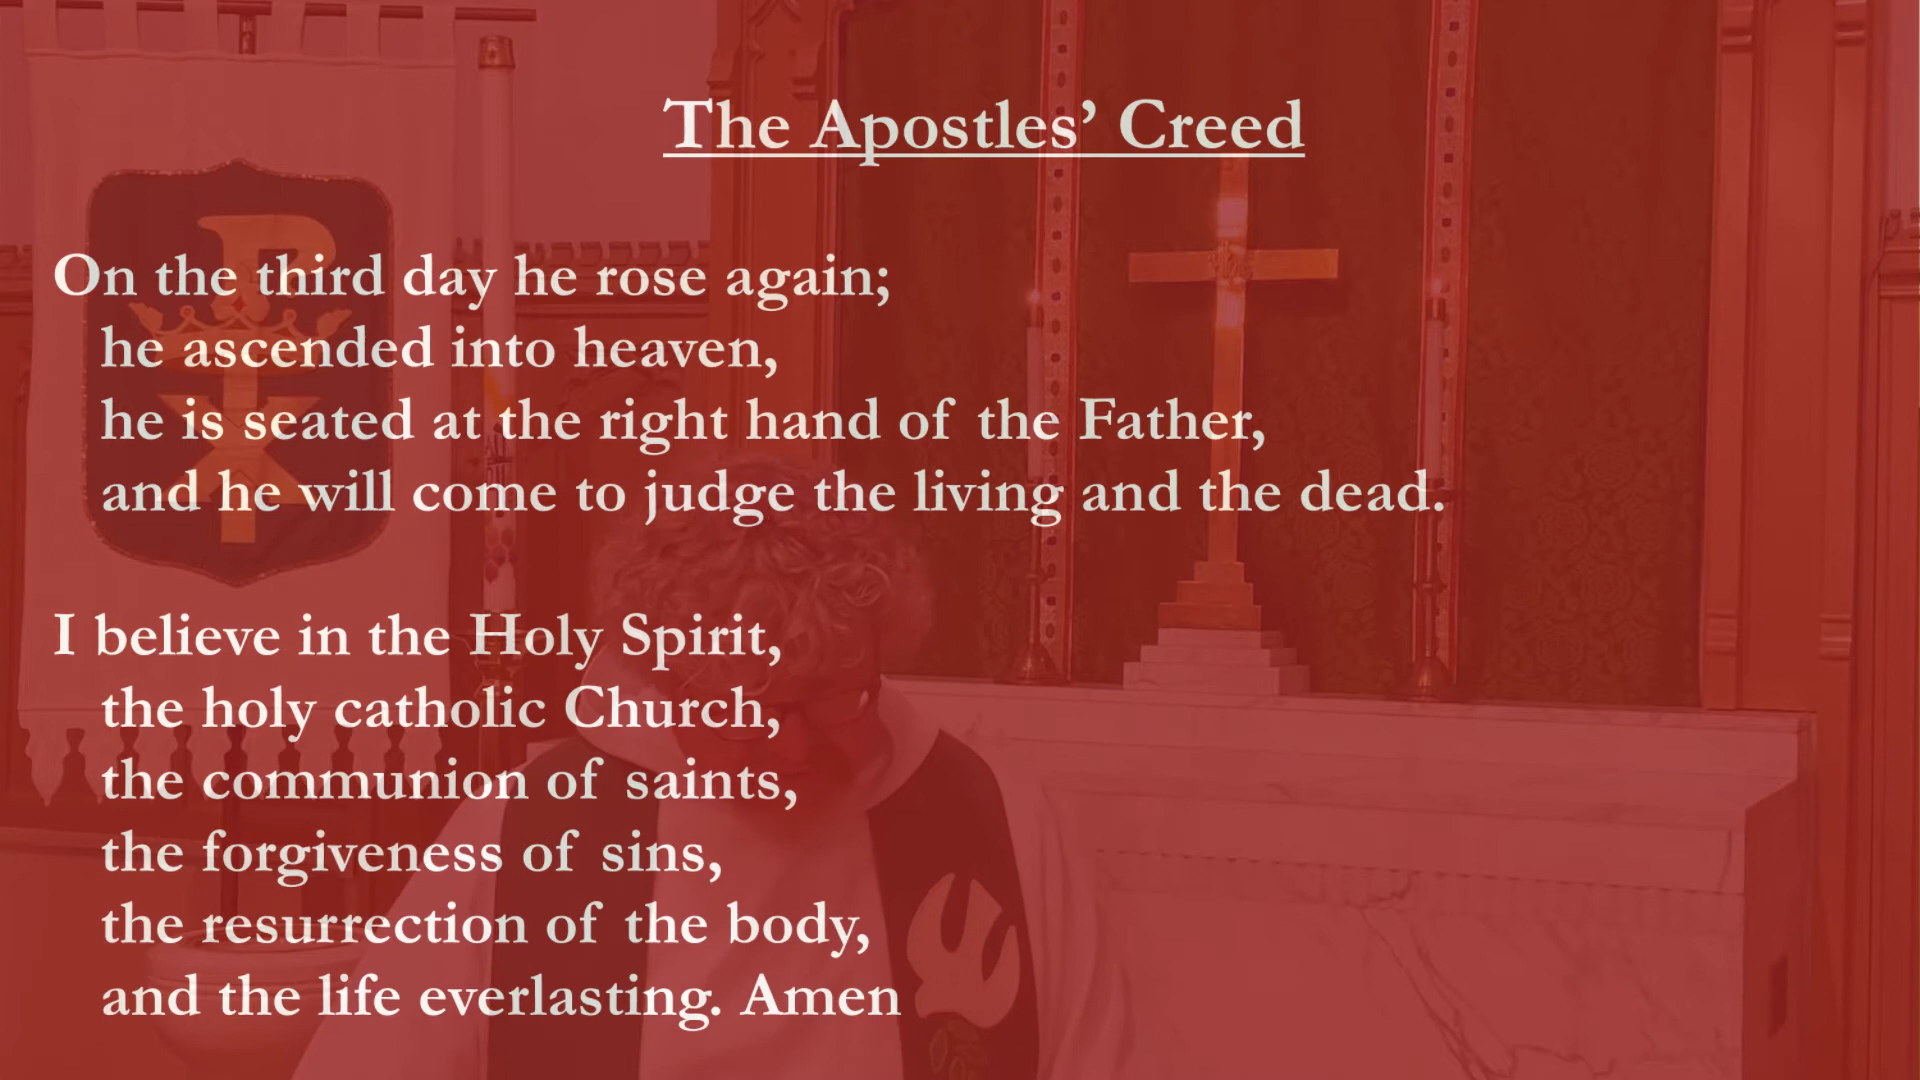 The Apostles’ Creed
On the third day he rose again;
he ascended into heaven,
he is seated at the right hand of the Father,
and he will come to judge the living and the dead.
I believe in the Holy Spirit,
the holy catholic Church,
the communion of saints,
the forgiveness of sins,
the resurrection of the body,
and the life everlasting. Amen